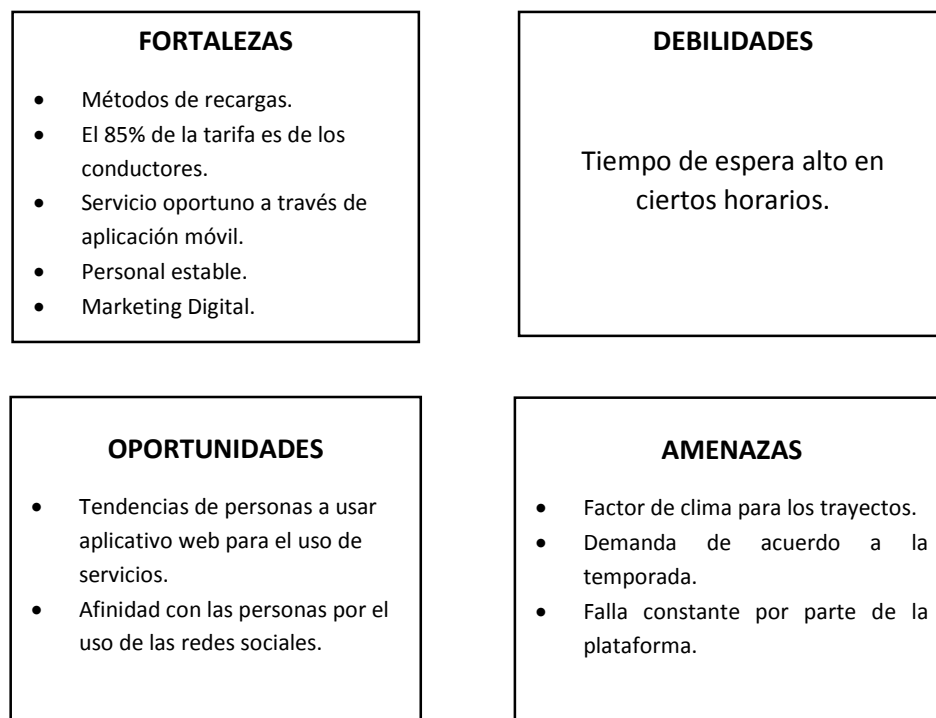 FORTALEZAS
• Métodos de recargas.
• El 85% de la tarifa es de los
conductores.
• Servicio oportuno a través de
aplicación móvil.
• Personal estable.
• Marketing Digital.
DEBILIDADES
Tiempo de espera alto en
ciertos horarios.
OPORTUNIDADES
• Tendencias de personas a usar
aplicativo web para el uso de
servicios.
• Afinidad con las personas por el
uso de las redes sociales.
AMENAZAS
• Factor de clima para los trayectos.
• Demanda de acuerdo a la
temporada.
• Falla constante por parte de la
plataforma.